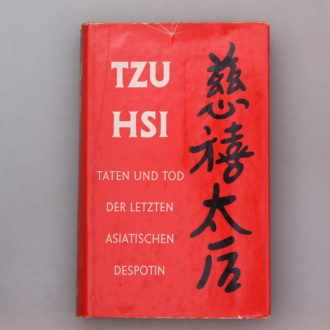 TZU
HSI
TATEN UND TOD
DER LETZTEN
ASIATISCHEN
DESPOTIN
慈禧太后